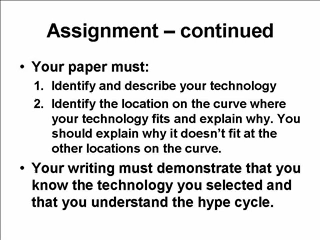 Assignment – continued
• Your paper must:
1. Identify and describe your technology
2. Identify the location on the curve where
your technology fits and explain why. You
should explain why it doesn't fit at the
other locations on the curve.
• Your writing must demonstrate that you
know the technology you selected and
that you understand the hype cycle.